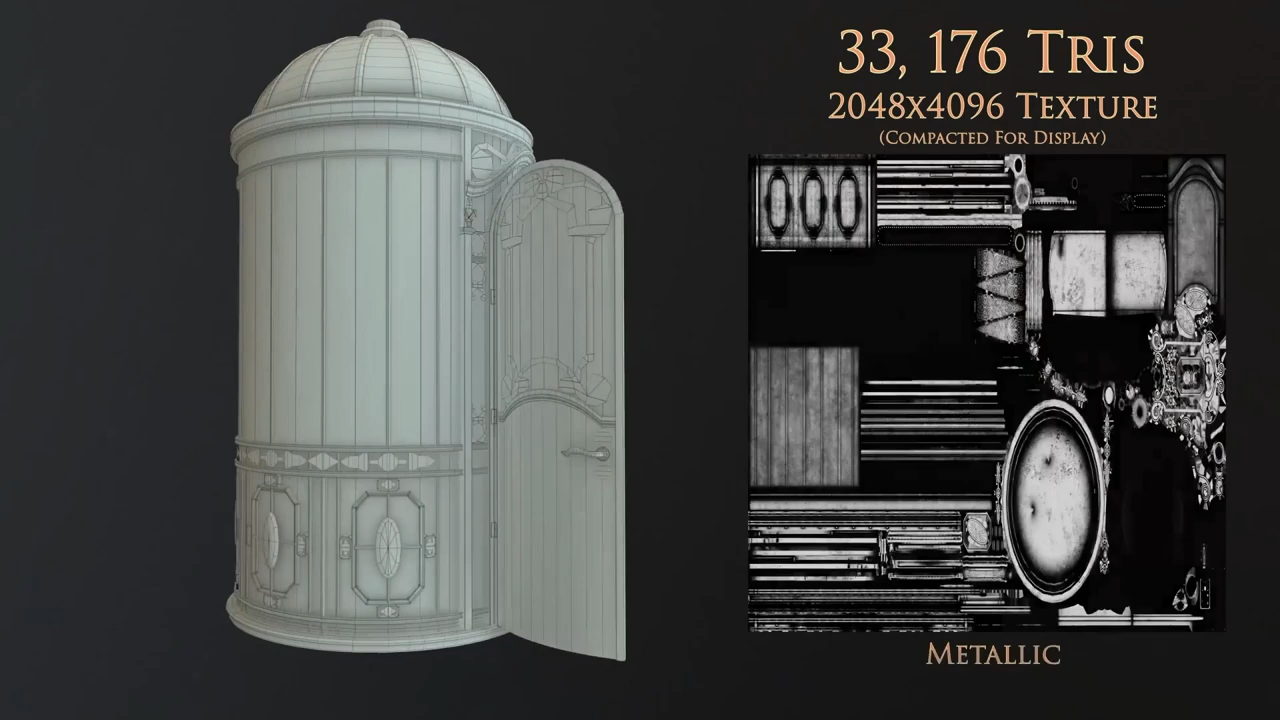 33, 176 Tris
2048x4096 Texture
(Compacted For Display)
Metallic